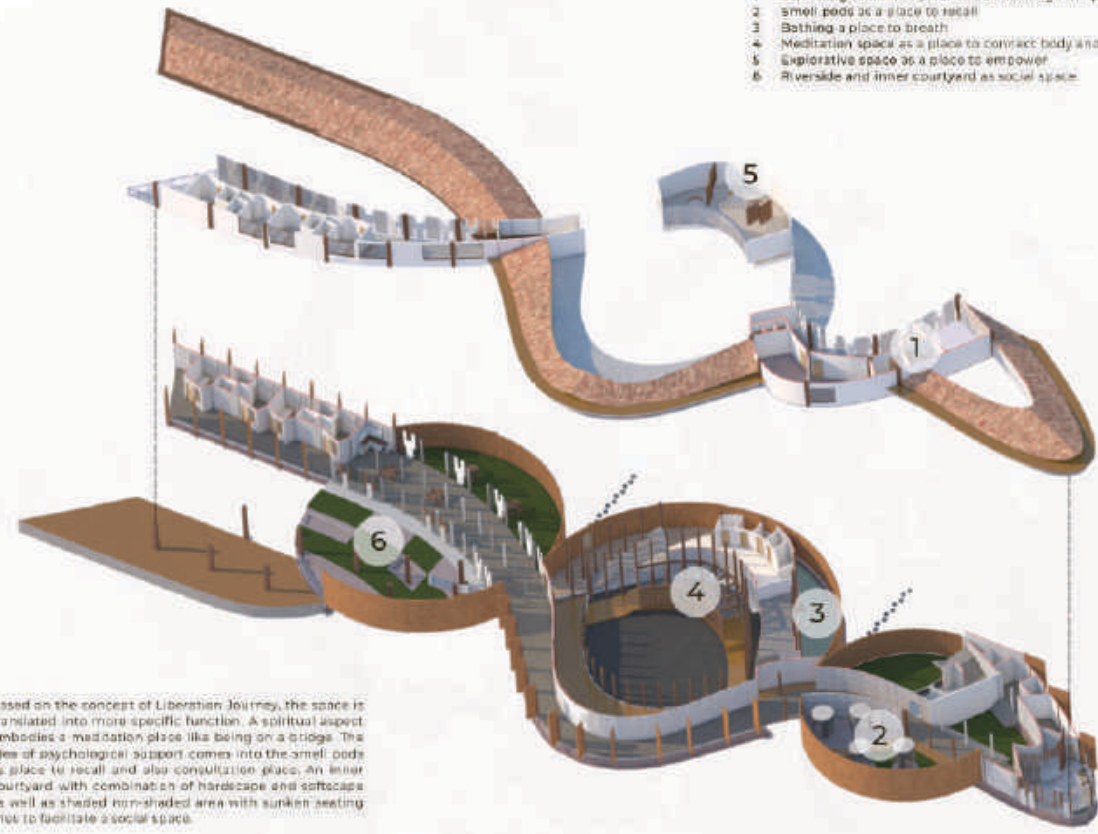 2 Smell pods as a place to recall
3 Bathing a place to breath
4 Meditation space as a place to connect body and
5 Explorative space as a place to empower
6 Riverside and inner courtyard as social space
5
1
6
4
3
2
assed on the concept of Liberation Journey, the space is
anslated into more specific function. A spiritual aspect
mbodies a meditation place like being on a bridge. The
of psychological support comes into the smell pods
s place to recall and also consultation place. An inner
ourtyard with combination of hardscape and softscape
s well as shaded non-shaded area with sunken seating
to facilitate a social space.